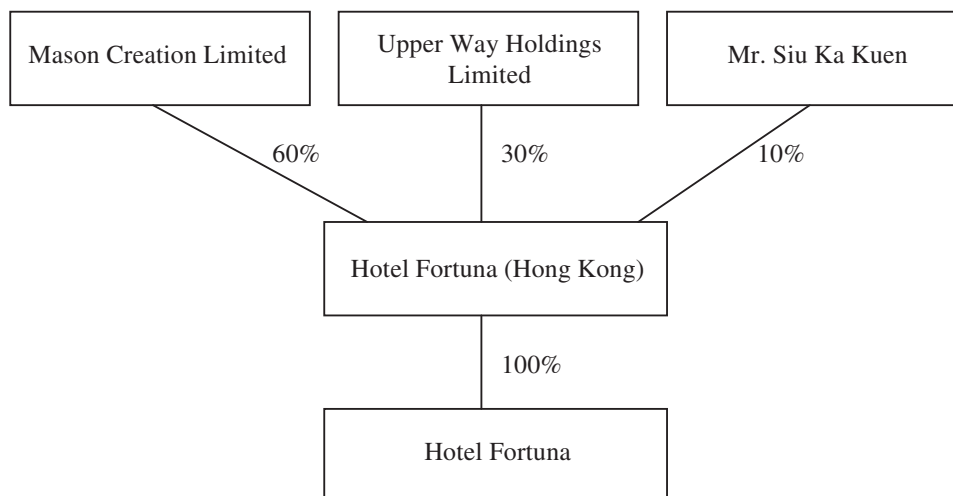 Mason Creation Limited
Upper Way Holdings
Limited
Mr. Siu Ka Kuen
60%
30%
10%
Hotel Fortuna (Hong Kong)
100%
Hotel Fortuna